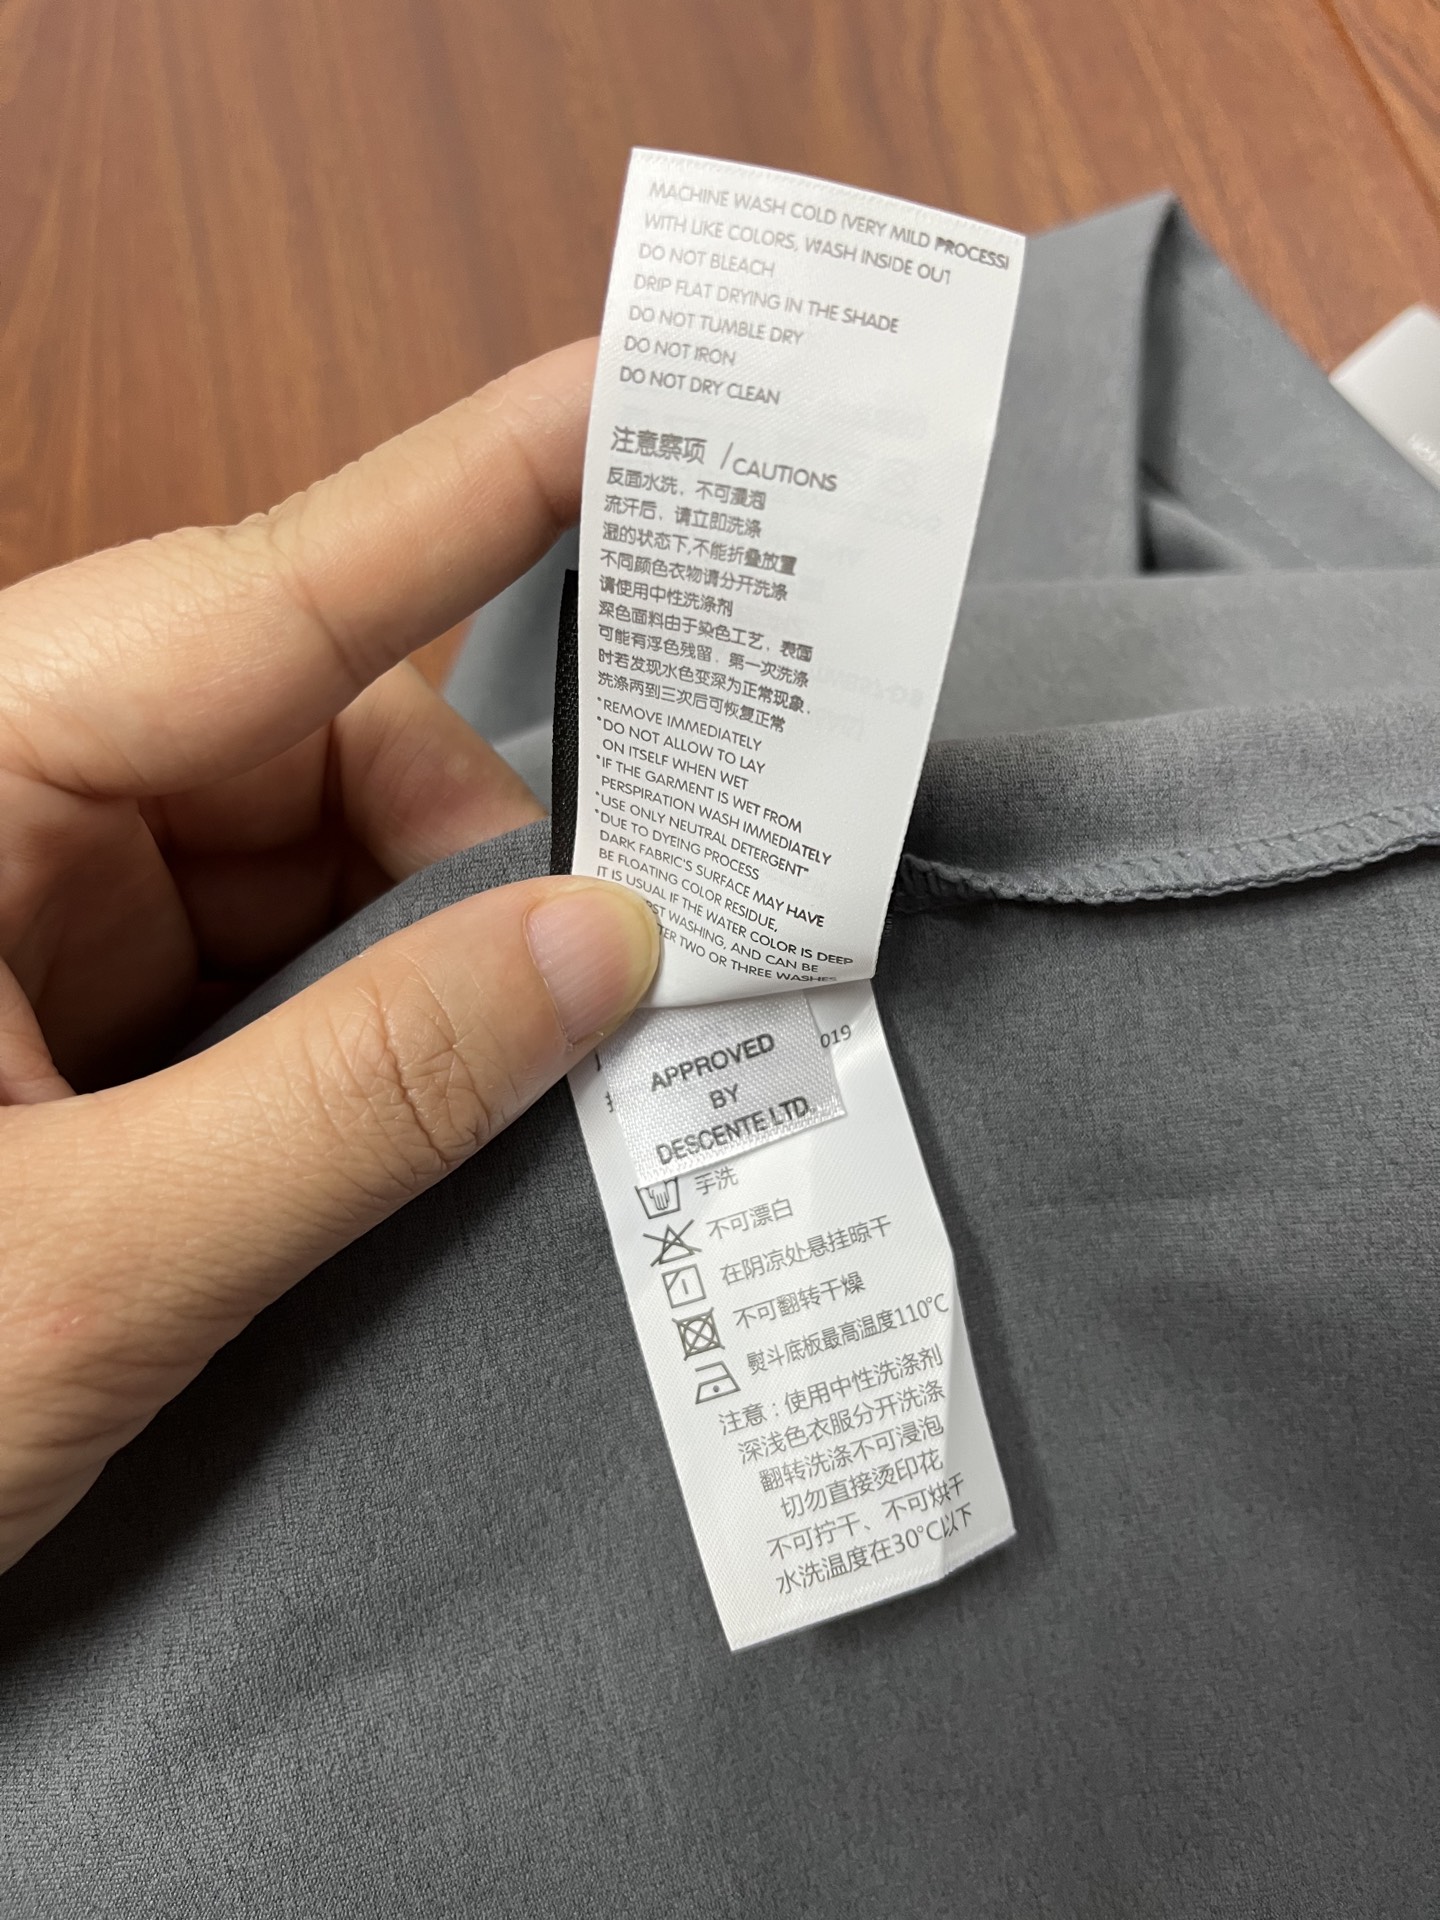 MACHINE WASH COLD (VERY MILD PROCESS)
WITH LIKE COLORS, WASH INSIDE OUT
DO NOT BLEACH
DRIP FLAT DRYING IN THE SHADE
DO NOT TUMBLE DRY
DO NOT IRON
DO NOT DRY CLEAN
注意察项 /CAUTIONS
反面水洗，不可浸泡
流汗后，请立即洗涤
湿的状态下,不能折叠放置
不同颜色衣物请分开洗涤
请使用中性洗涤剂
深色面料由于染色工艺，表面
可能有浮色残留，第一次洗涤
时若发现水色变深为正常现象，
洗涤两到三次后可恢复正常
*REMOVE IMMEDIATELY
*DO NOT ALLOW TO LAY
ON ITSELF WHEN WET
*IF THE GARMENT IS WET FROM
PERSPIRATION WASH IMMEDIATELY
*USE ONLY NEUTRAL DETERGENT*
*DUE TO DYEING PROCESS
DARK FABRIC'S SURFACE MAY HAVE
BE FLOATING COLOR RESIDUE,
IT IS USUAL IF THE WATER COLOR IS DEEP
WASHING, AND CAN BE
TWO OR THREE WASHES
019
APPROVED
BY
DESCENTE LTD.
手洗
不可漂白
在阴凉处悬挂晾干
不可翻转干燥
熨斗底板最高温度110°C
注意：使用中性洗涤剂
深浅色衣服分开洗涤
翻转洗涤不可浸泡
切勿直接烫印花
不可拧干、不可烘干
水洗温度在30°C以下